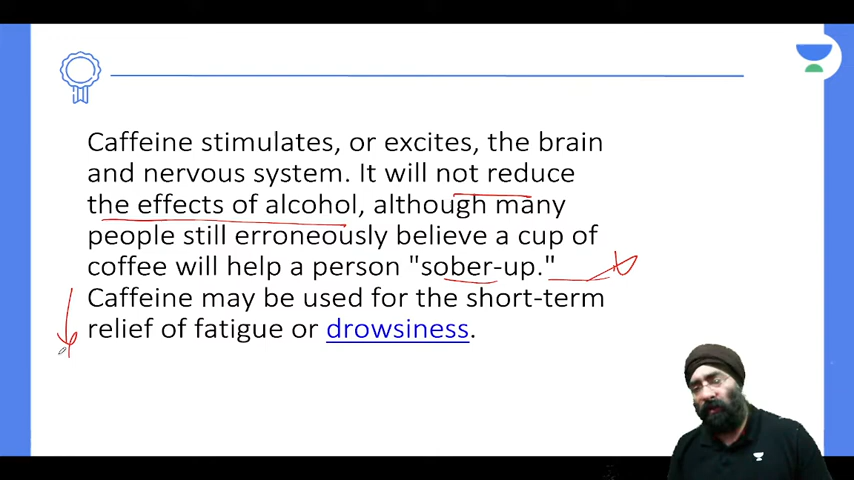 Caffeine stimulates, or excites, the brain
and nervous system. It will not reduce
the effects of alcohol, although many
people still erroneously believe a cup of
coffee will help a person "sober-up."
Caffeine may be used for the short-term
relief of fatigue or drowsiness.